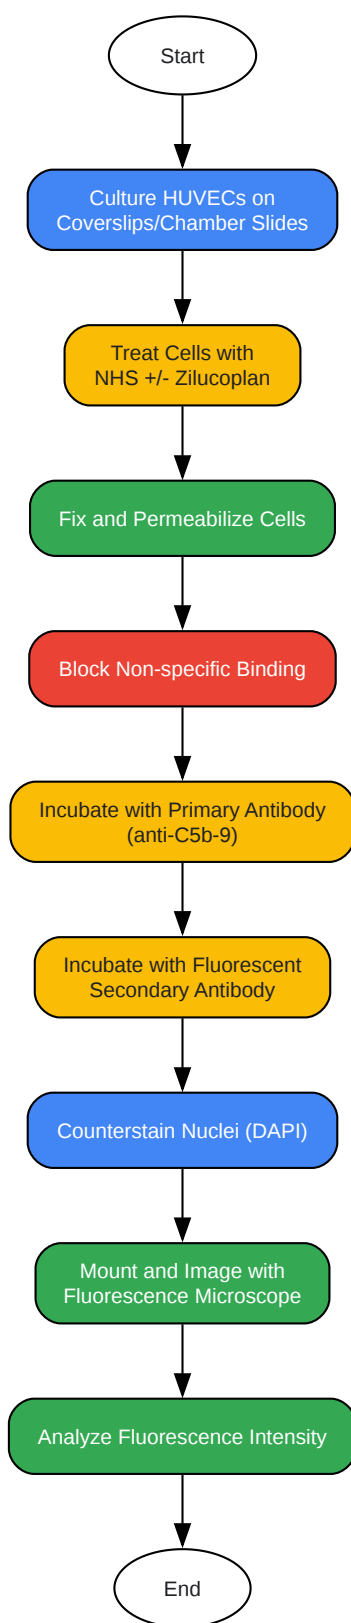 Start
Culture HUVECs on
Coverslips/Chamber Slides
Treat Cells with
NHS +/- Zilucoplan
Fix and Permeabilize Cells
Block Non-specific Binding
Incubate with Primary Antibody
(anti-C5b-9)
Incubate with Fluorescent
Secondary Antibody
Counterstain Nuclei (DAPI)
Mount and Image with
Fluorescence Microscope
Analyze Fluorescence Intensity
End